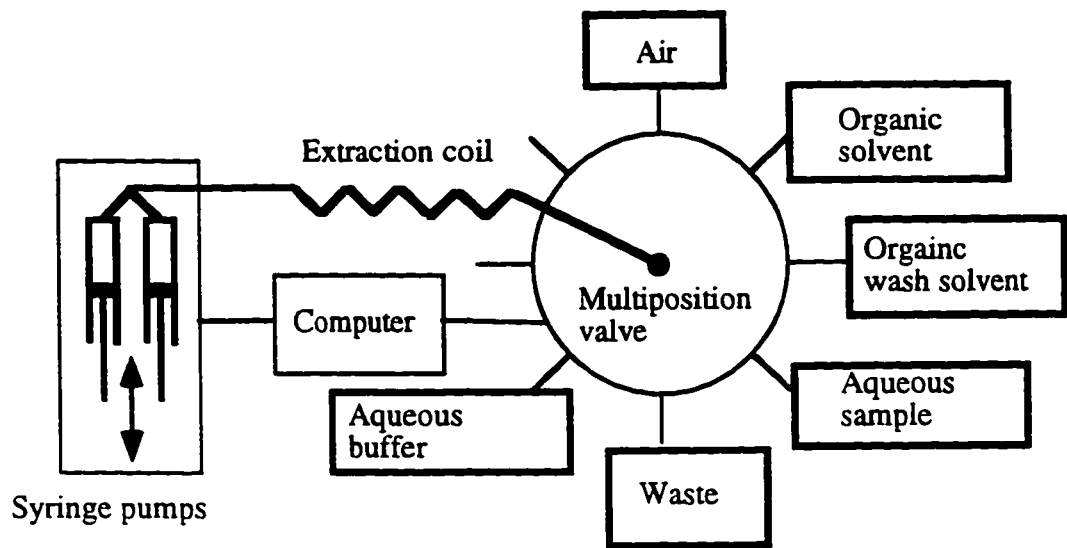 Air
Organic
solvent
Extraction coil
Orgainc
wash solvent
Multiposition
valve
Computer
Aqueous
sample
Aqueous
buffer
Waste
Syringe pumps